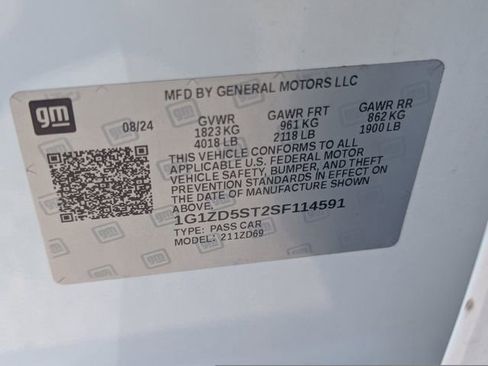 MFD BY GENERAL MOTORS LLC
gm
08/24 GVWR GAWR FRT GAWR RR
1823 KG 961 KG 862 KG
4018 LB 2118 LB 1900 LB
THIS VEHICLE CONFORMS TO ALL
APPLICABLE U.S. FEDERAL MOTOR
VEHICLE SAFETY, BUMPER, AND THEFT
PREVENTION STANDARDS IN EFFECT ON
THE DATE OF MANUFACTURE SHOWN
ABOVE.
1G1ZD5ST2SF114591
TYPE: PASS CAR
MODEL: 211ZD69